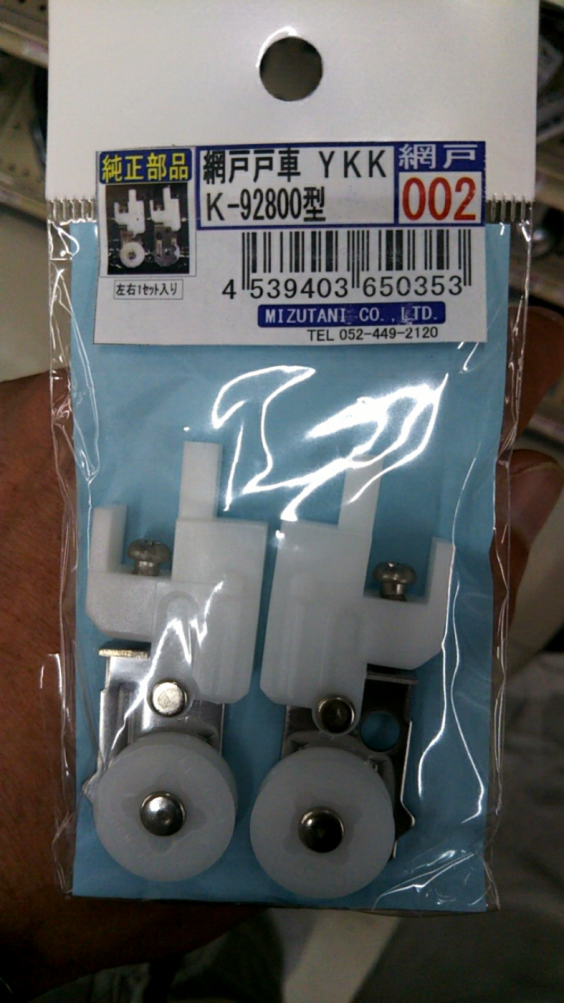 純正部品
網戸戸車 YKK
K-92800型
網戸
002
左右1セット入り
4 539403 650353
MIZUTANI CO.,LTD.
TEL 052-449-2120